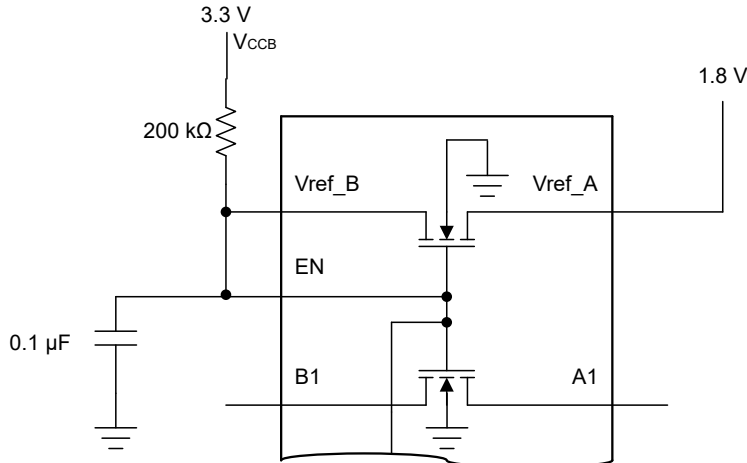 3.3 V
VCCB
1.8 V
200 kΩ
Vref_B
Vref_A
EN
0.1 µF
B1
A1